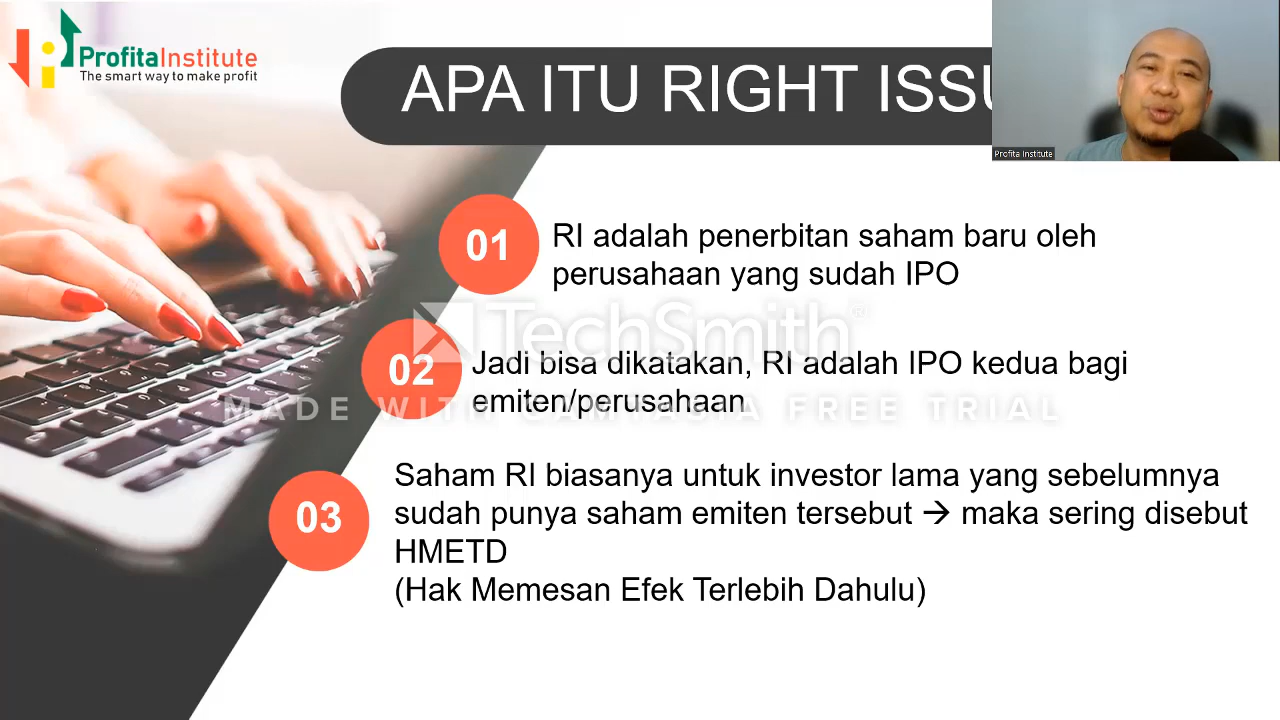 ProfitaInstitute
The smart way to make profit
APA ITU RIGHT ISSU
Profita Institute
01
RI adalah penerbitan saham baru oleh
perusahaan yang sudah IPO
TechSmith®
02
Jadi bisa dikatakan, RI adalah IPO kedua bagi
emiten/perusahaan
MADE WITH CAMTASIA FREE TRIAL
03
Saham RI biasanya untuk investor lama yang sebelumnya
sudah punya saham emiten tersebut → maka sering disebut
HMETD
(Hak Memesan Efek Terlebih Dahulu)